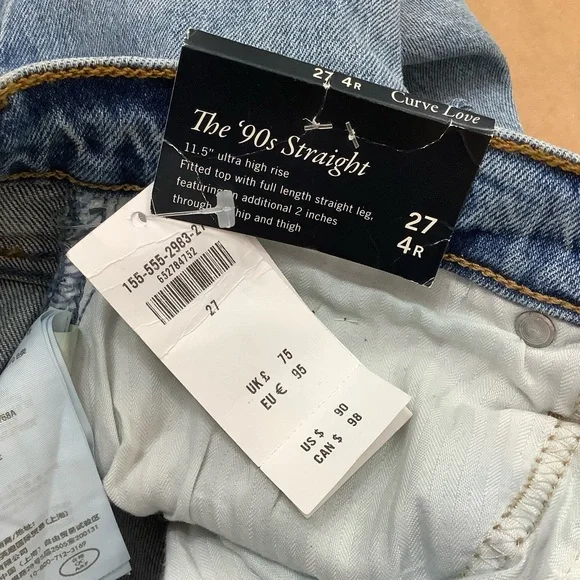 27 4R
Curve Love
The '90s Straight
11.5" ultra high rise
Fitted top with full length straight leg,
featuring an additional 2 inches
through hip and thigh
27
4R
155-555-2983-27
632784732
27
UK £ 75
EU € 95
US $ 90
CAN $ 98
768A